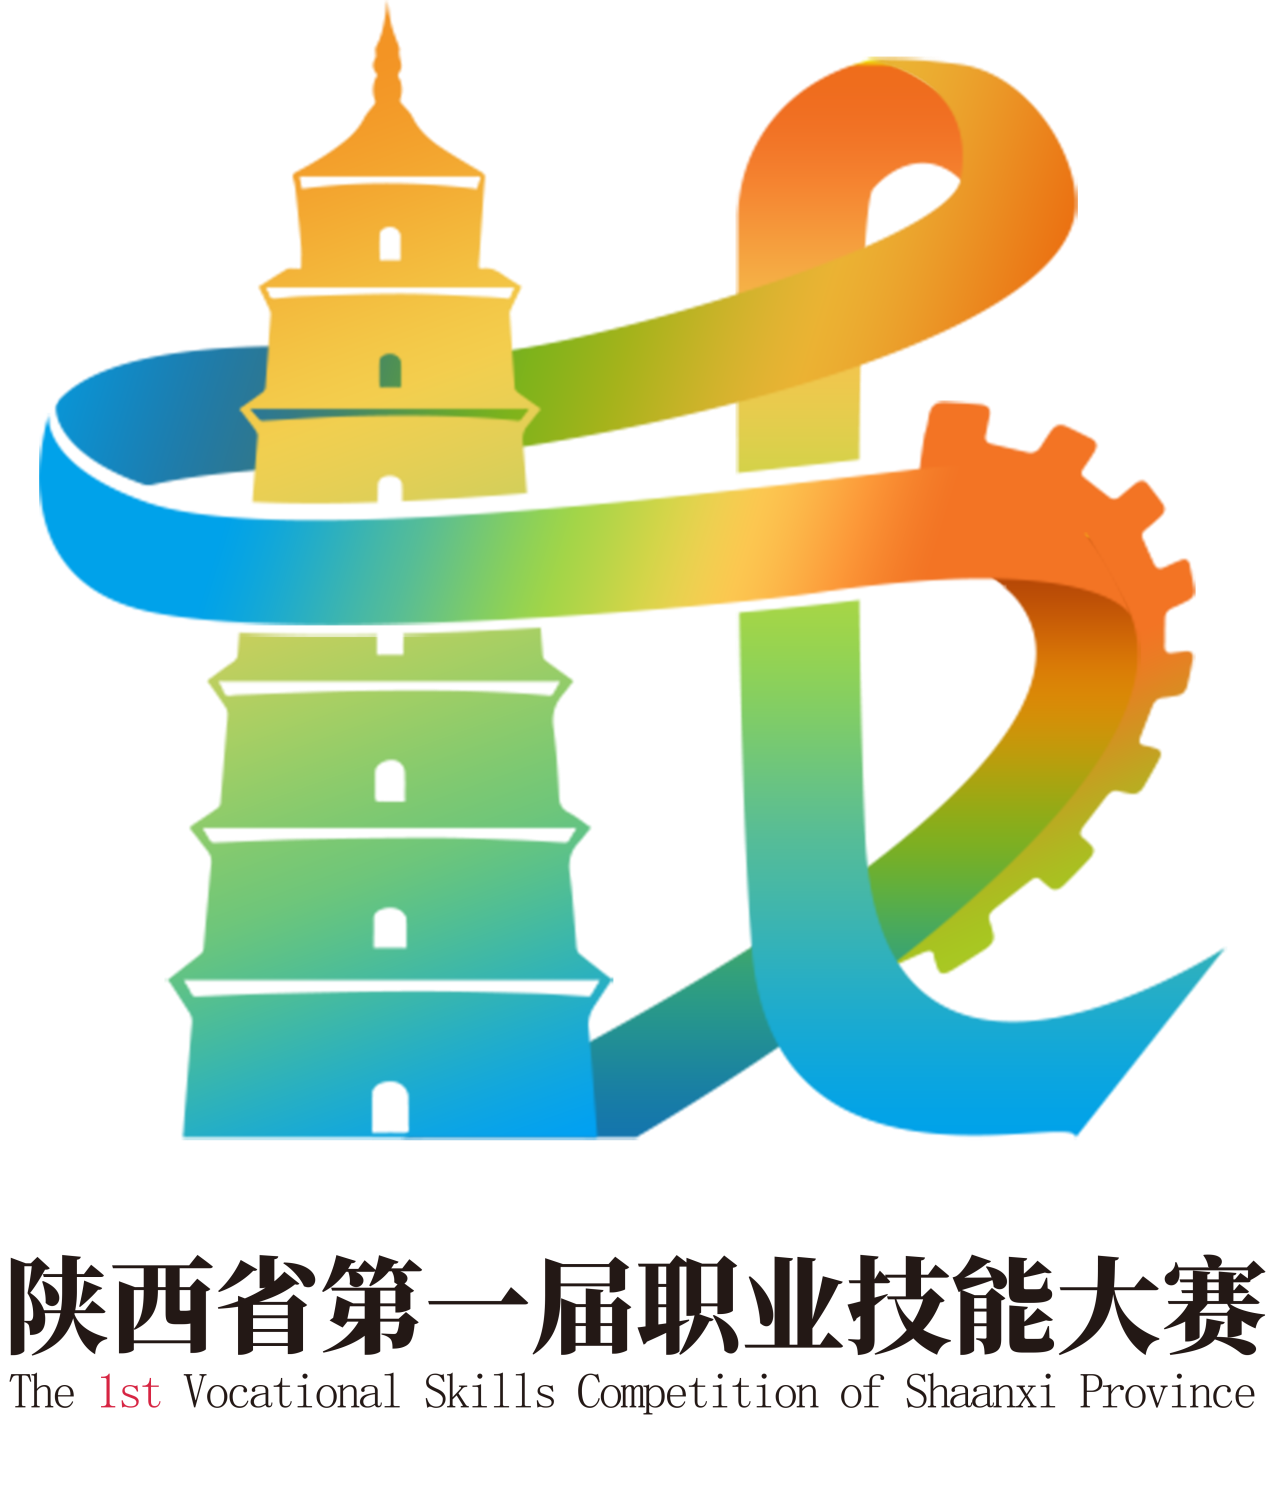 陕西省第一届职业技能大赛
The 1st Vocational Skills Competition of Shaanxi Province